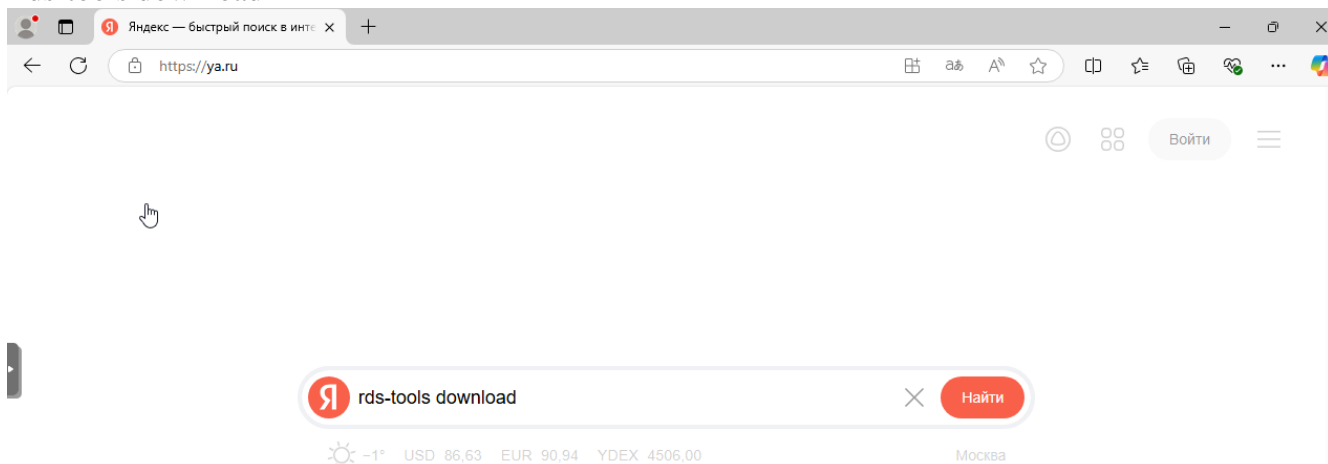 Яндекс — быстрый поиск в инте
https://ya.ru
Войти
Я rds-tools download Найти
−1° USD 86,63 EUR 90,94 YDEX 4506,00 Москва